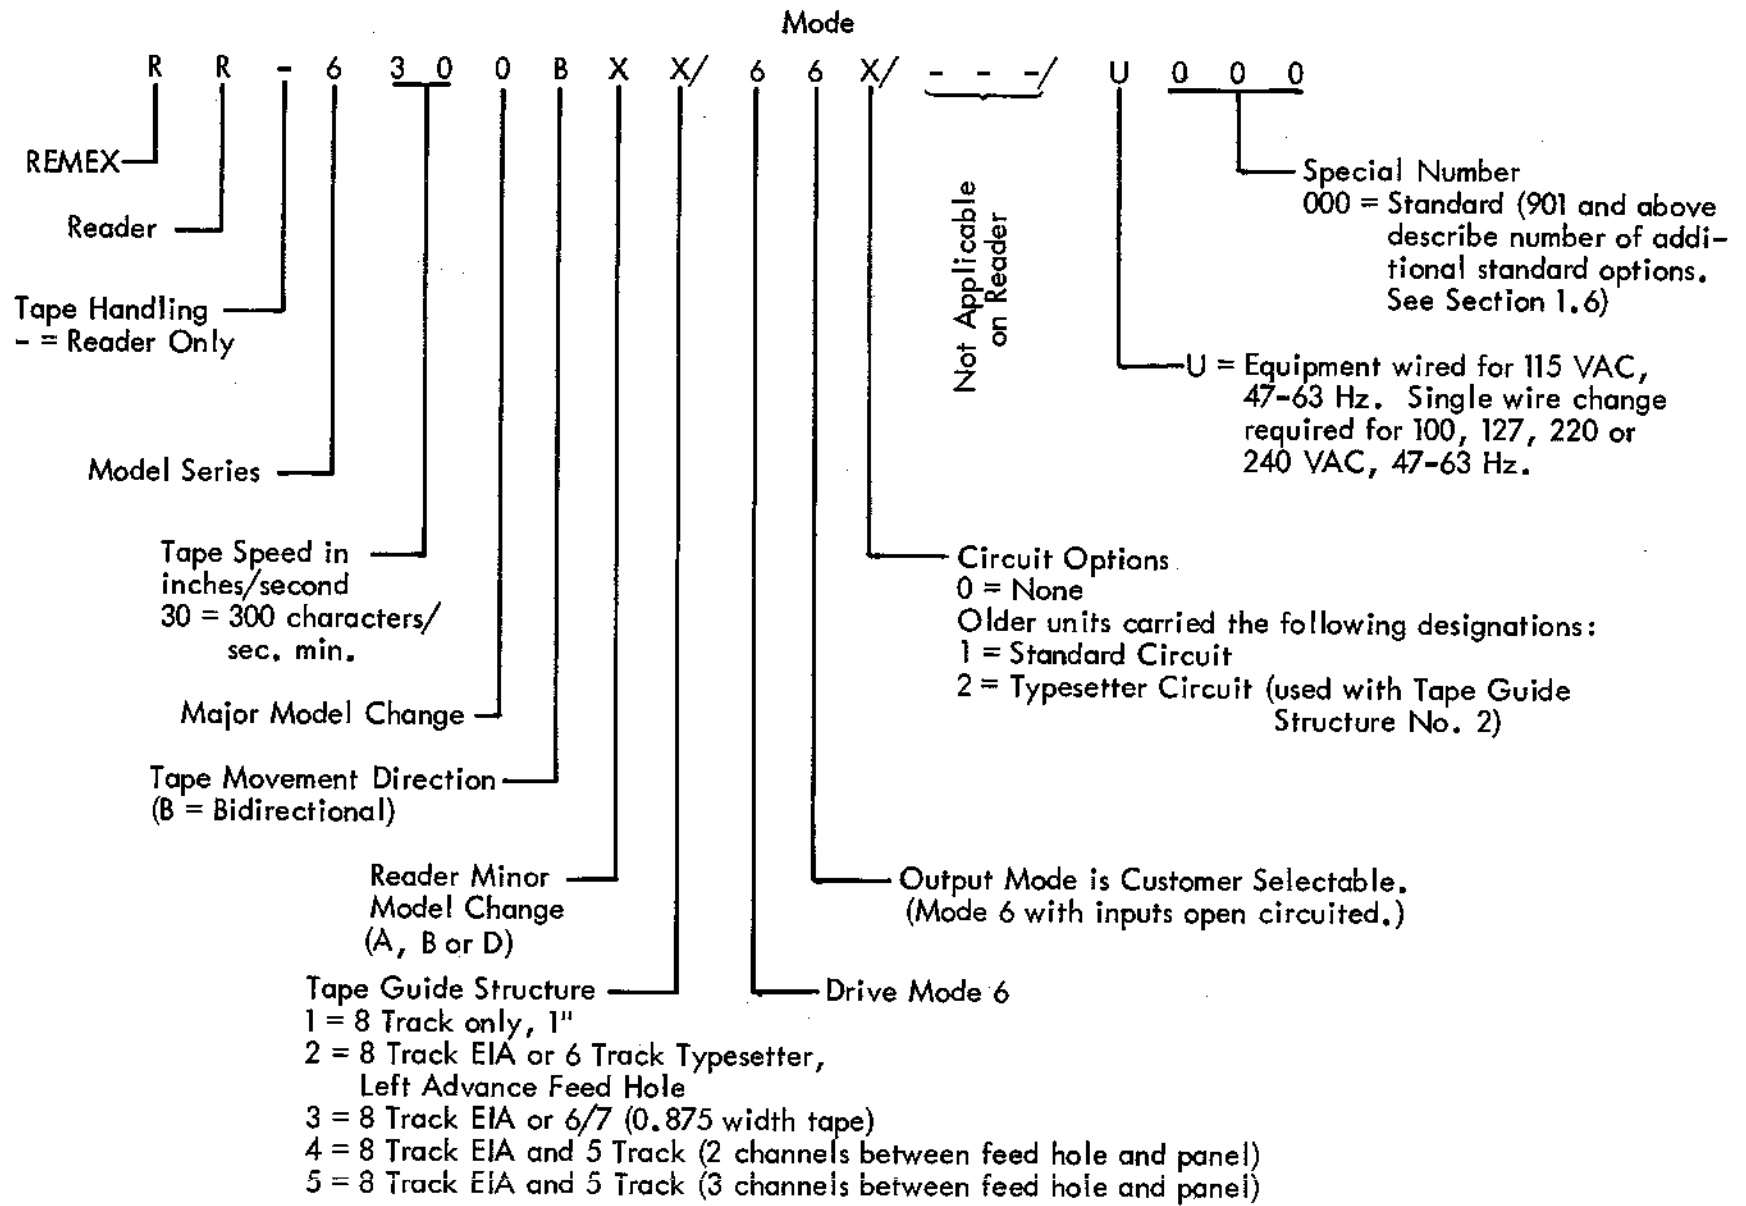 Mode
R R - 6 3 0 0 B X X/ 6 6 X/ - - -/ U 0 0 0
REMEX
Reader
Tape Handling
- = Reader Only
Model Series
Tape Speed in
inches/second
30 = 300 characters/
sec. min.
Major Model Change
Tape Movement Direction
(B = Bidirectional)
Reader Minor
Model Change
(A, B or D)
Tape Guide Structure
1 = 8 Track only, 1"
2 = 8 Track EIA or 6 Track Typesetter,
Left Advance Feed Hole
3 = 8 Track EIA or 6/7 (0.875 width tape)
4 = 8 Track EIA and 5 Track (2 channels between feed hole and panel)
5 = 8 Track EIA and 5 Track (3 channels between feed hole and panel)
Drive Mode 6
Output Mode is Customer Selectable.
(Mode 6 with inputs open circuited.)
Circuit Options
0 = None
Older units carried the following designations:
1 = Standard Circuit
2 = Typesetter Circuit (used with Tape Guide
Structure No. 2)
Not Applicable
on Reader
U = Equipment wired for 115 VAC,
47-63 Hz. Single wire change
required for 100, 127, 220 or
240 VAC, 47-63 Hz.
Special Number
000 = Standard (901 and above
describe number of addi-
tional standard options.
See Section 1.6)